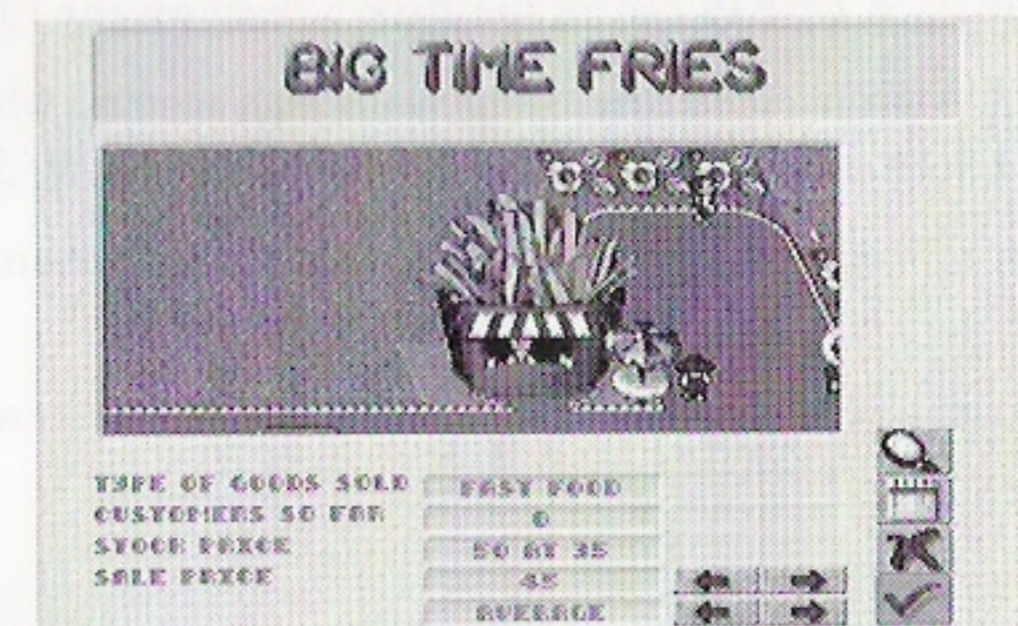 BIG TIME FRIES
TYPE OF GOODS SOLD FAST FOOD
CUSTOMERS SO FAR 0
STOCK PRICE 50 AT 35
SALE PRICE 45
AVERAGE